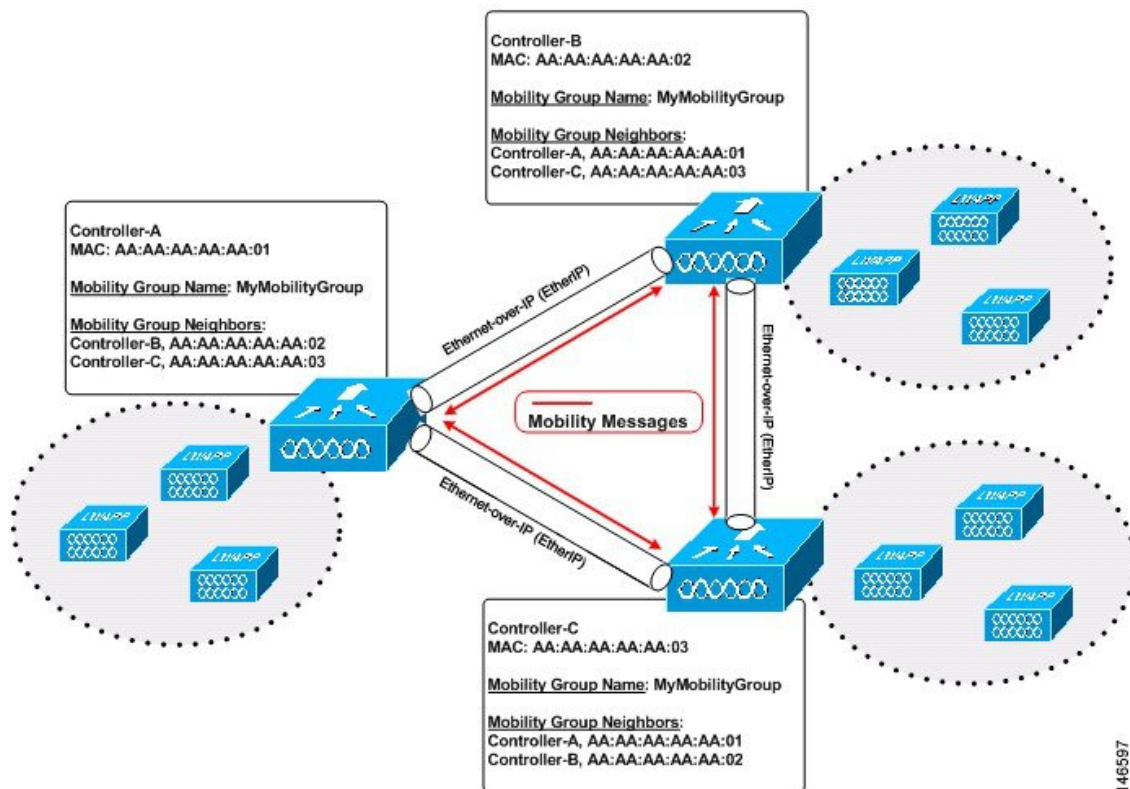 Controller-B
MAC: AA:AA:AA:AA:AA:02
Mobility Group Name: MyMobilityGroup
Mobility Group Neighbors:
Controller-A, AA:AA:AA:AA:AA:01
Controller-C, AA:AA:AA:AA:AA:03
Controller-A
MAC: AA:AA:AA:AA:AA:01
Mobility Group Name: MyMobilityGroup
Mobility Group Neighbors:
Controller-B, AA:AA:AA:AA:AA:02
Controller-C, AA:AA:AA:AA:AA:03
Ethernet-over-IP (EtherIP)
Ethernet-over-IP (EtherIP)
Ethernet-over-IP (EtherIP)
Mobility Messages
LWAPP
LWAPP
LWAPP
LWAPP
LWAPP
LWAPP
LWAPP
LWAPP
LWAPP
Controller-C
MAC: AA:AA:AA:AA:AA:03
Mobility Group Name: MyMobilityGroup
Mobility Group Neighbors:
Controller-A, AA:AA:AA:AA:AA:01
Controller-B, AA:AA:AA:AA:AA:02
146597